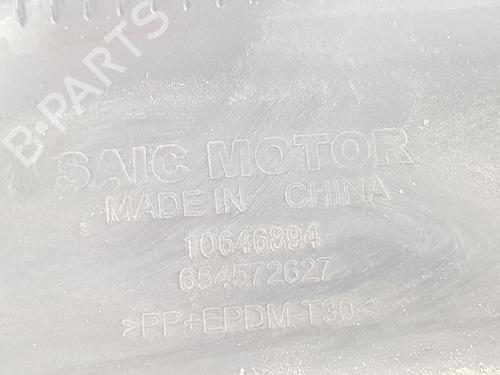 B-PARTS
SAIC MOTOR
MADE IN CHINA
10646894
654572627
>PP+EPDM-T30<